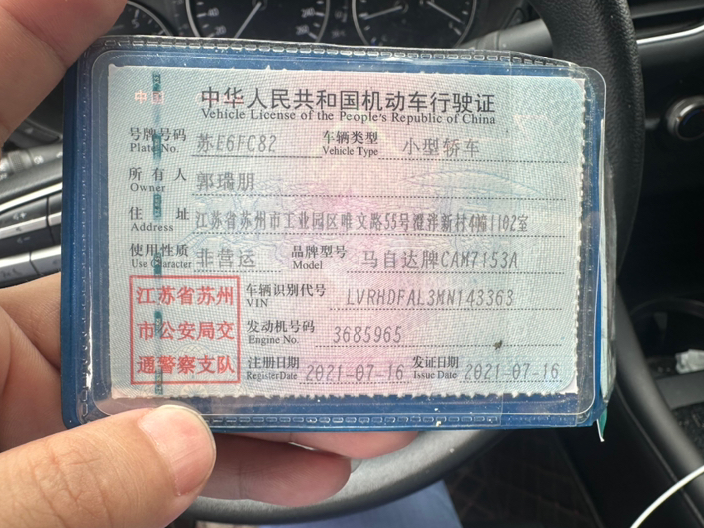 中华人民共和国机动车行驶证
Vehicle License of the People's Republic of China
号牌号码 苏E6FC82 车辆类型 小型轿车
Plate No. Vehicle Type
所有人 郭瑞朋
Owner
住址 江苏省苏州市工业园区唯文路55号澄沣新村4幢1102室
Address
使用性质 非营运 品牌型号 马自达牌CAM7153A
Use Character Model
江苏省苏州 车辆识别代号 LVRHDFAL3MN143363
VIN
市公安局交 发动机号码 3685965
Engine No.
通警察支队 注册日期 2021-07-16 发证日期 2021-07-16
Register Date Issue Date